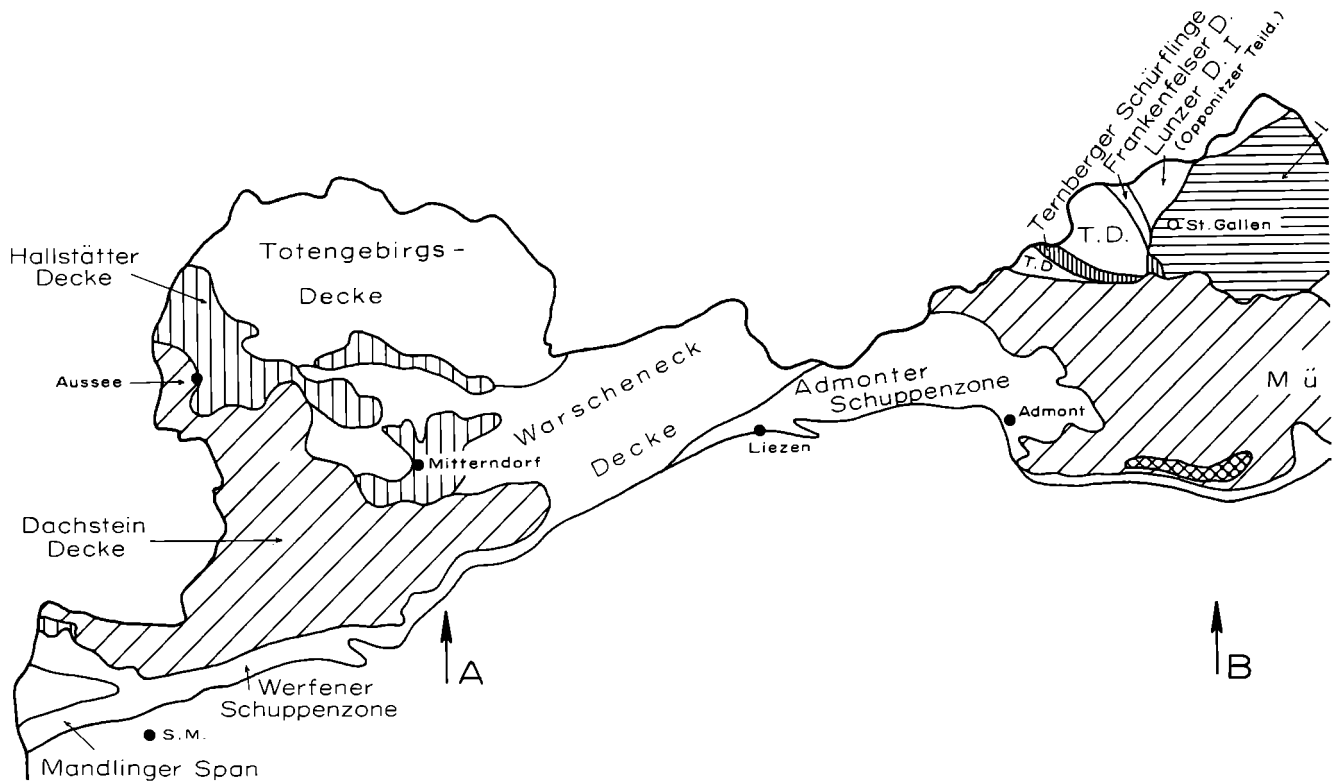 Ternberger Schürflinge
Frankenfelser D.
Lunzer D. I
(Opponitzer Teild.)
L
Hallstätter
Decke
Totengebirgs-
Decke
T.D.
T.D
St. Gallen
Aussee
Warscheneck
Decke
Admonter
Schuppenzone
Mü
Admont
Liezen
Mitterndorf
Dachstein
Decke
A
B
Werfener
Schuppenzone
S.M.
Mandlinger Span